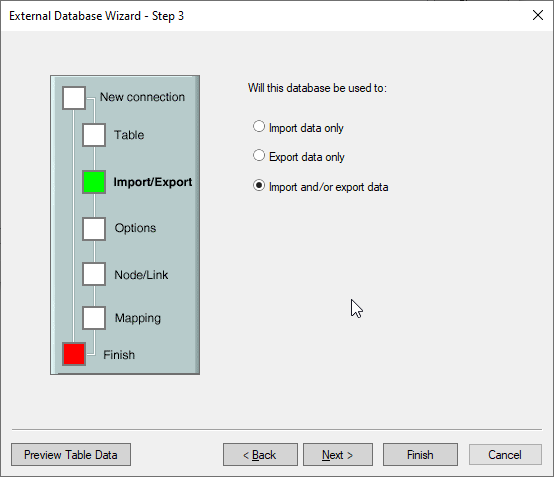 External Database Wizard - Step 3
New connection
Table
Import/Export
Options
Node/Link
Mapping
Finish
Will this database be used to:
Import data only
Export data only
Import and/or export data
Preview Table Data
< Back
Next >
Finish
Cancel